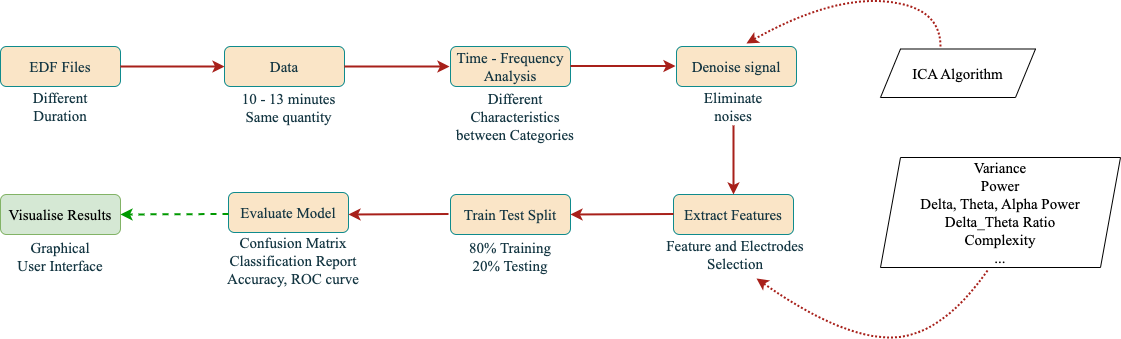 EDF Files
Different
Duration
Data
10 - 13 minutes
Same quantity
Time - Frequency
Analysis
Different
Characteristics
between Categories
Denoise signal
Eliminate
noises
ICA Algorithm
Variance
Power
Delta, Theta, Alpha Power
Delta_Theta Ratio
Complexity
...
Extract Features
Feature and Electrodes
Selection
Train Test Split
80% Training
20% Testing
Evaluate Model
Confusion Matrix
Classification Report
Accuracy, ROC curve
Visualise Results
Graphical
User Interface